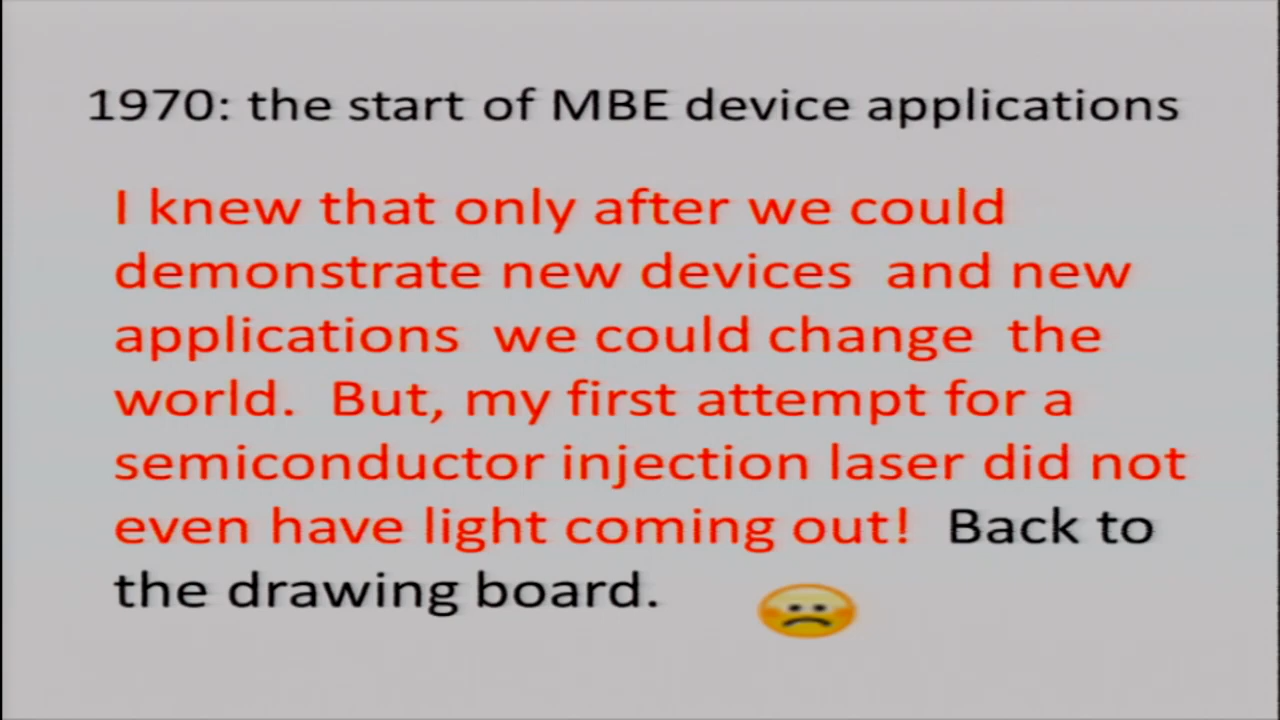 1970: the start of MBE device applications
I knew that only after we could
demonstrate new devices and new
applications we could change the
world. But, my first attempt for a
semiconductor injection laser did not
even have light coming out! Back to
the drawing board.